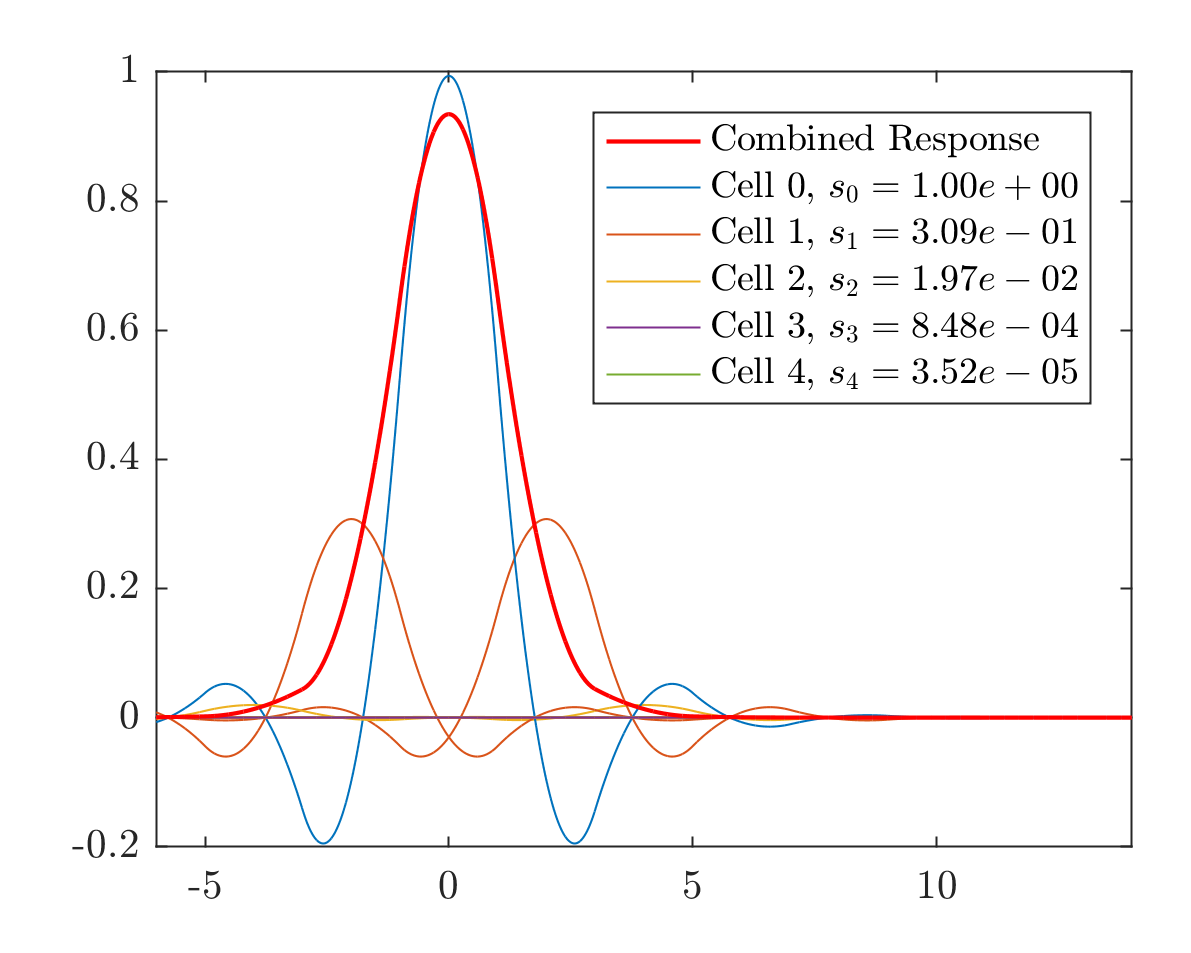 1
0.8
0.6
0.4
0.2
0
-0.2
-5 0 5 10
Combined Response
Cell 0, s₀ = 1.00e + 00
Cell 1, s₁ = 3.09e − 01
Cell 2, s₂ = 1.97e − 02
Cell 3, s₃ = 8.48e − 04
Cell 4, s₄ = 3.52e − 05